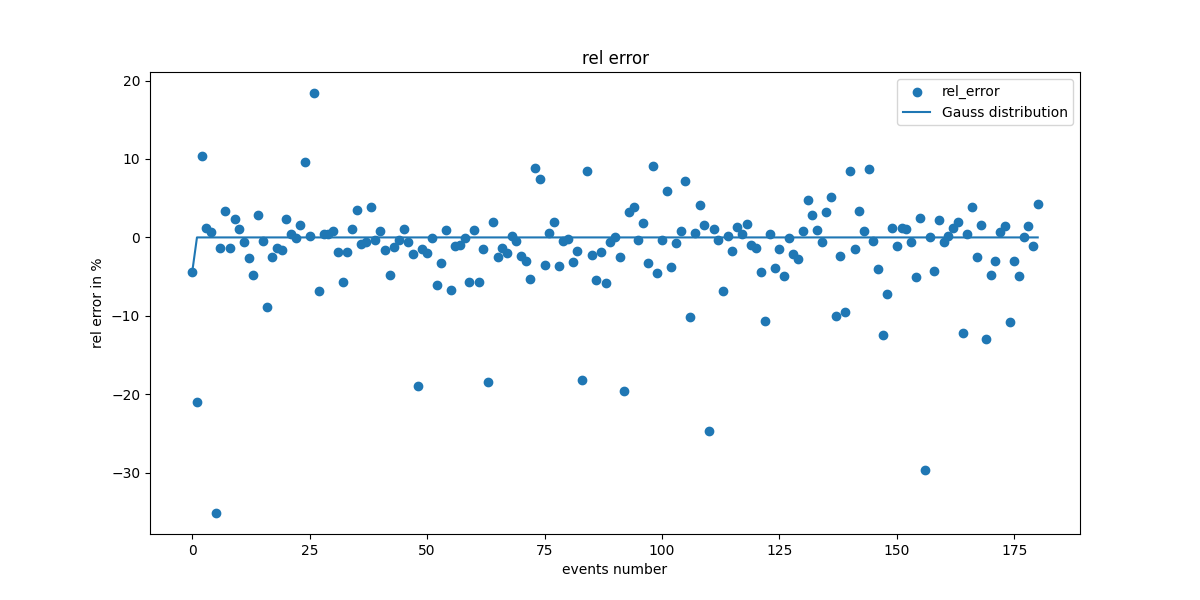 rel error
rel_error
Gauss distribution
20
10
0
−10
−20
−30
rel error in %
0
25
50
75
100
125
150
175
events number